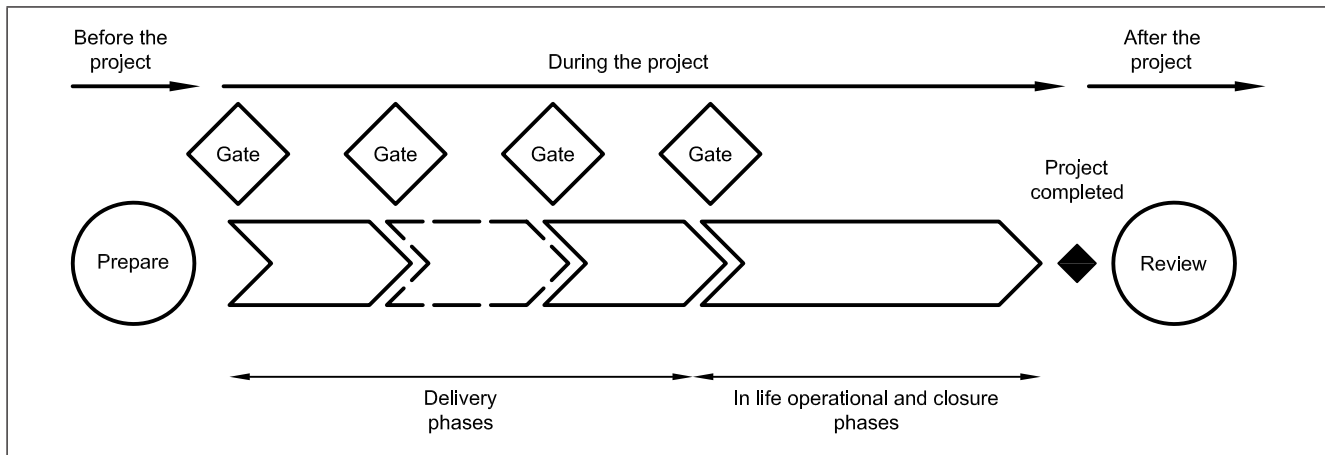 Before the
project
During the project
After the
project
Gate
Gate
Gate
Gate
Project
completed
Prepare
Review
Delivery
phases
In life operational and closure
phases